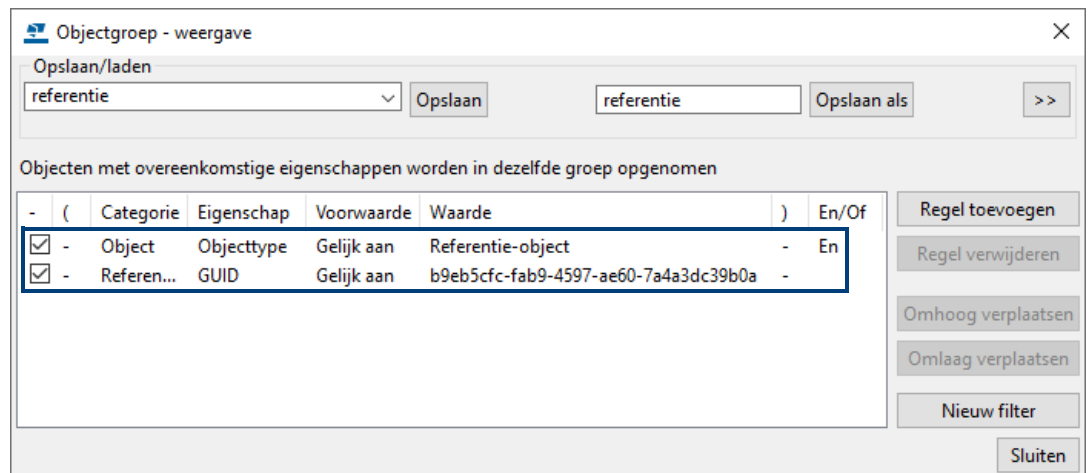 Objectgroep - weergave
Opslaan/laden
referentie Opslaan referentie Opslaan als >>
Objecten met overeenkomstige eigenschappen worden in dezelfde groep opgenomen
- ( Categorie Eigenschap Voorwaarde Waarde ) En/Of
- Object Objecttype Gelijk aan Referentie-object - En
- Referen... GUID Gelijk aan b9eb5cfc-fab9-4597-ae60-7a4a3dc39b0a -
Regel toevoegen
Regel verwijderen
Omhoog verplaatsen
Omlaag verplaatsen
Nieuw filter
Sluiten